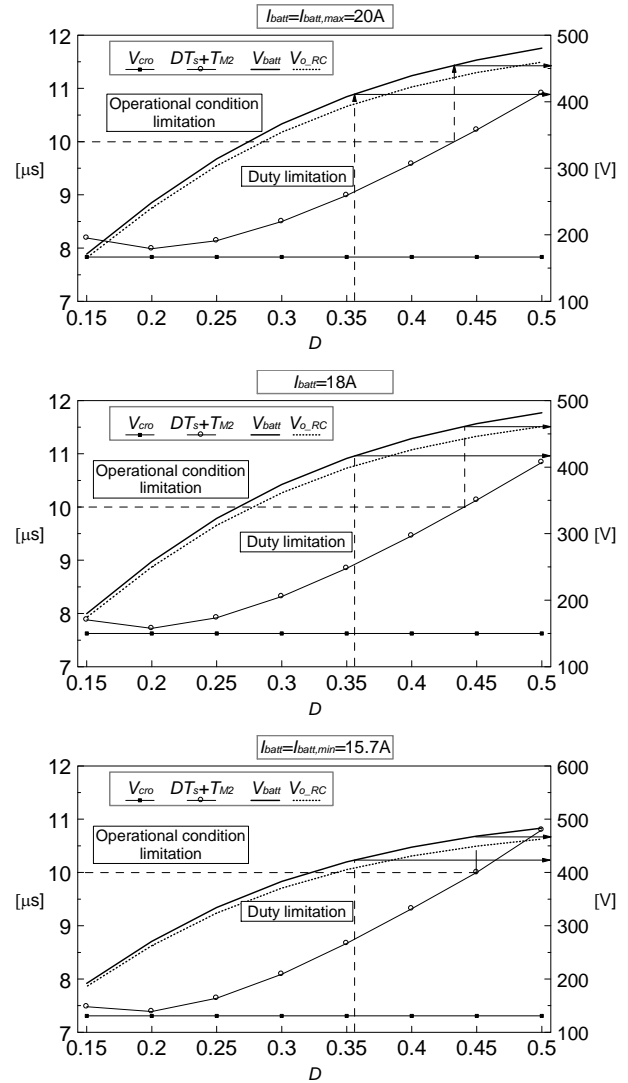 Ibatt=Ibatt,max=20A
12
11
10
9
8
7
[μs]
500
400
300
200
100
[V]
Vcro DTs+TM2 Vbatt Vo_RC
Operational condition
limitation
Duty limitation
0.15 0.2 0.25 0.3 0.35 0.4 0.45 0.5
D
Ibatt=18A
12
11
10
9
8
7
[μs]
500
400
300
200
100
[V]
Vcro DTs+TM2 Vbatt Vo_RC
Operational condition
limitation
Duty limitation
0.15 0.2 0.25 0.3 0.35 0.4 0.45 0.5
D
Ibatt=Ibatt,min=15.7A
12
11
10
9
8
7
[μs]
600
500
400
300
200
100
[V]
Vcro DTs+TM2 Vbatt Vo_RC
Operational condition
limitation
Duty limitation
0.15 0.2 0.25 0.3 0.35 0.4 0.45 0.5
D